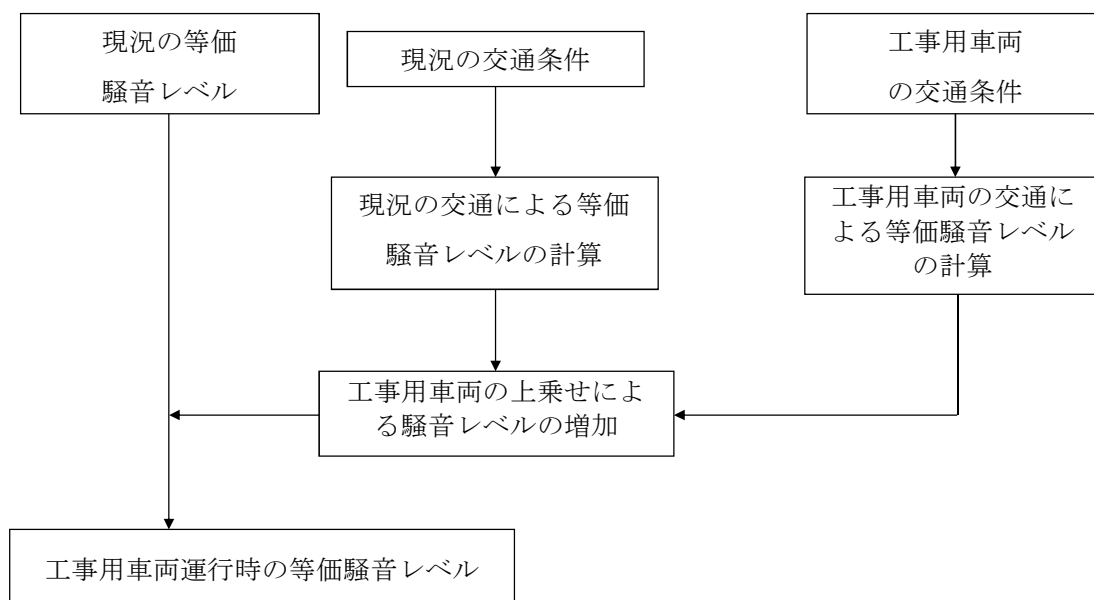 現況の等価
騒音レベル
現況の交通条件
工事用車両
の交通条件
現況の交通による等価
騒音レベルの計算
工事用車両の交通に
よる等価騒音レベル
の計算
工事用車両の上乗せによ
る騒音レベルの増加
工事用車両運行時の等価騒音レベル